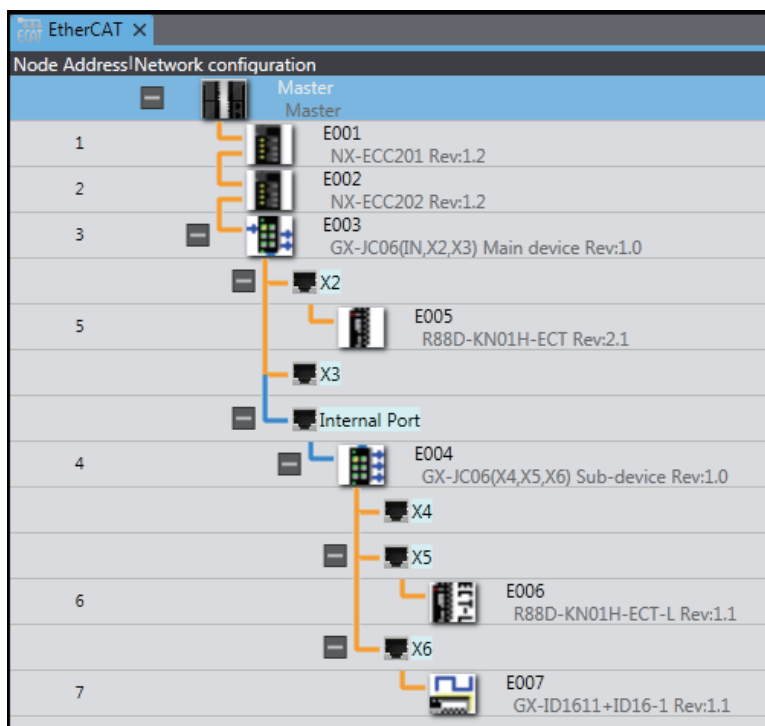 EtherCAT
Node Address Network configuration
Master
Master
1 E001
NX-ECC201 Rev:1.2
2 E002
NX-ECC202 Rev:1.2
3 E003
GX-JC06(IN,X2,X3) Main device Rev:1.0
X2
5 E005
R88D-KN01H-ECT Rev:2.1
X3
Internal Port
4 E004
GX-JC06(X4,X5,X6) Sub-device Rev:1.0
X4
X5
ECT-L
6 E006
R88D-KN01H-ECT-L Rev:1.1
X6
7 E007
GX-ID1611+ID16-1 Rev:1.1